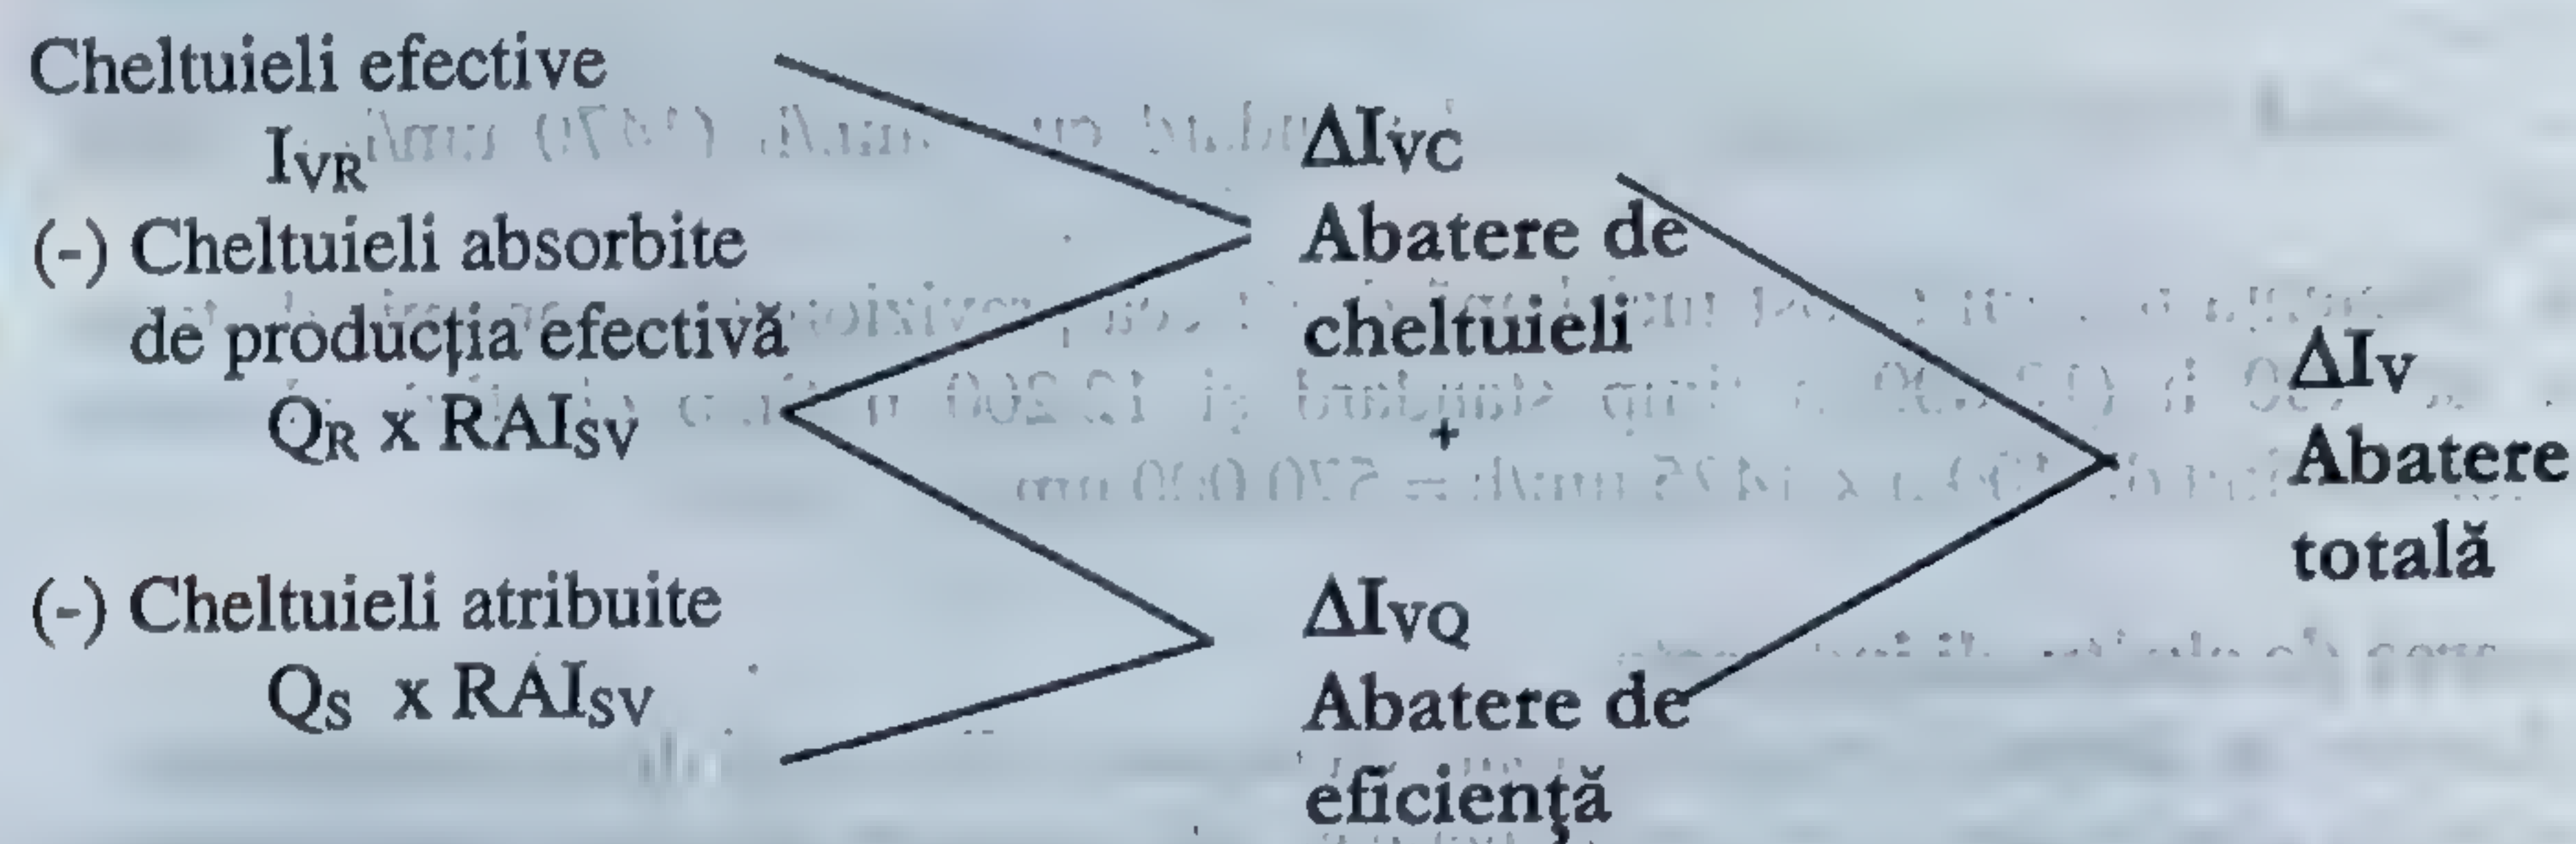 Cheltuieli efective
IVR
(-) Cheltuieli absorbite
de producția efectivă
QR x RAISV
(-) Cheltuieli atribuite
QS x RAISV
ΔIVC
Abatere de
cheltuieli
+
ΔIVQ
Abatere de
eficiență
ΔIV
Abatere
totală